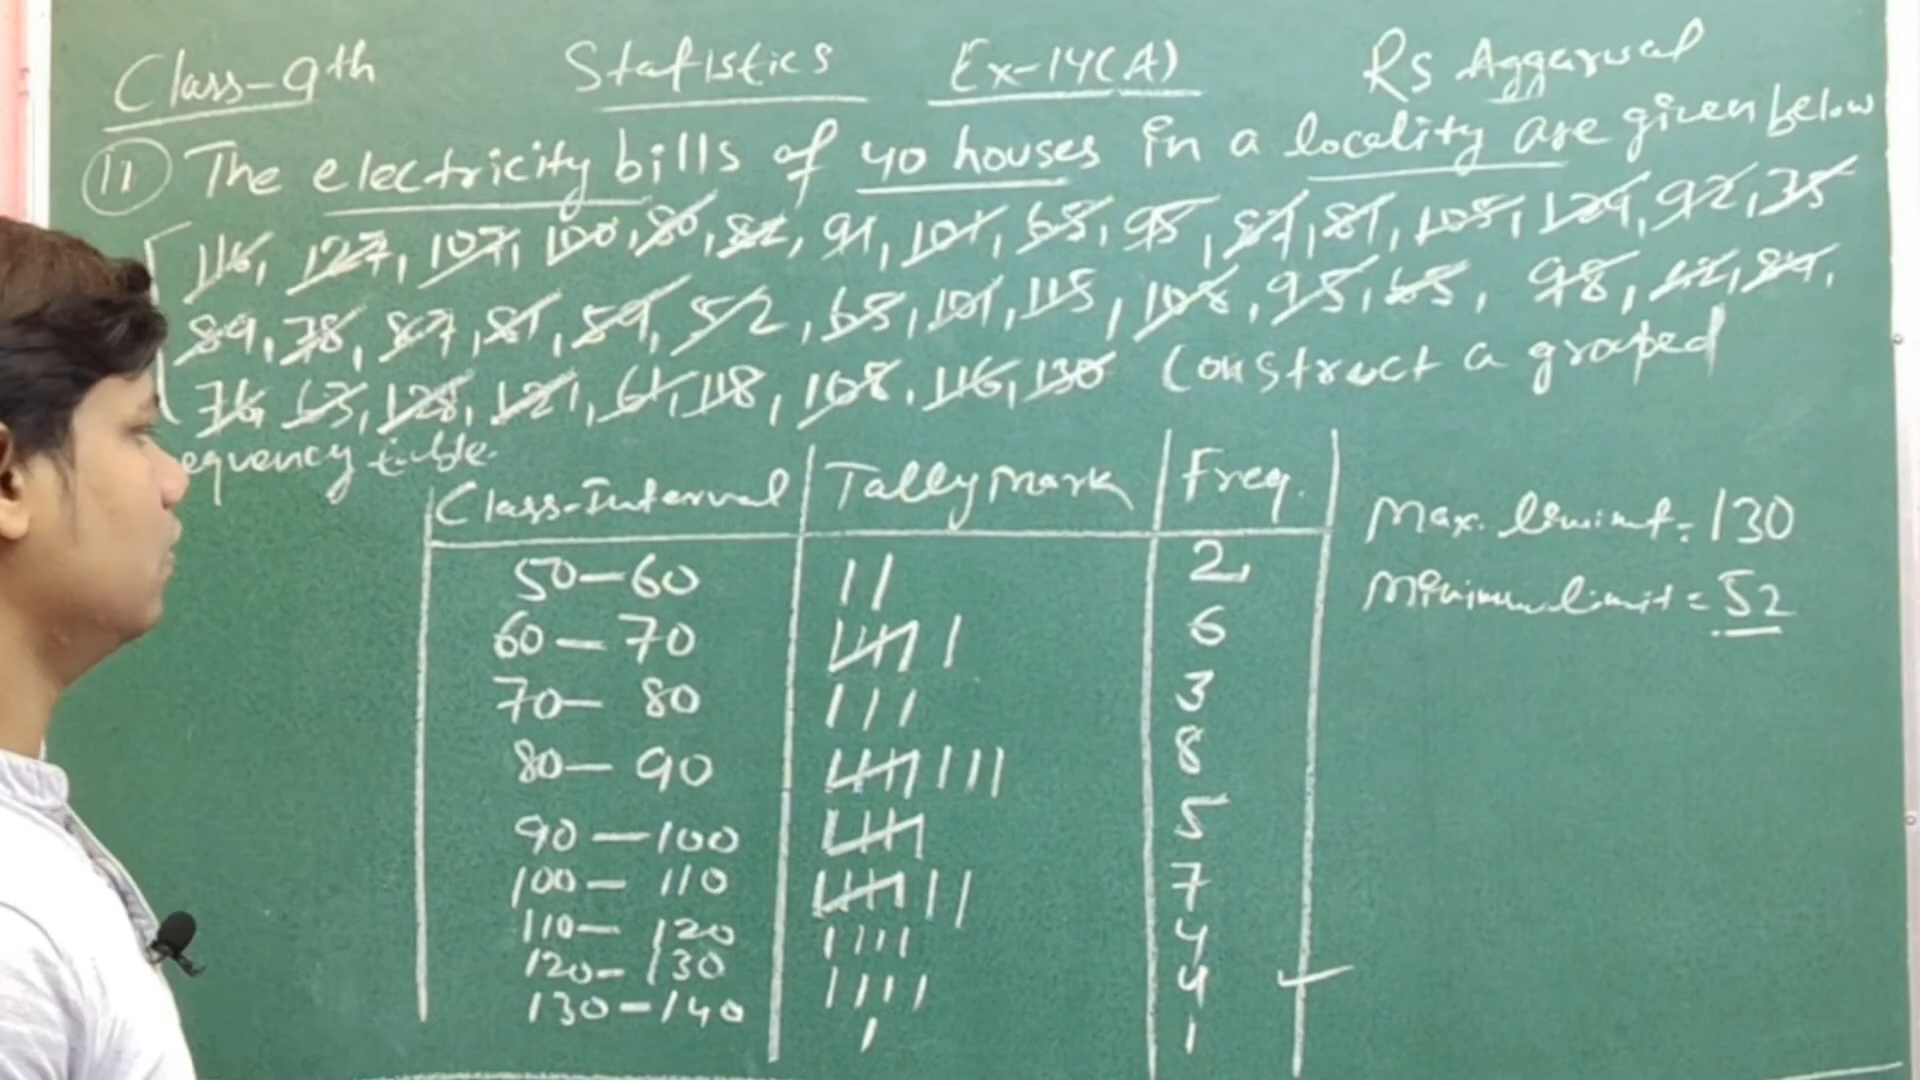 Class-9th Statistics Ex-14(A) Rs Aggarwal
11 The electricity bills of 40 houses in a locality are given below
116, 127, 107, 100, 80, 82, 91, 101, 65, 95, 87, 81, 105, 129, 92, 75
89, 78, 87, 81, 59, 52, 65, 101, 115, 108, 95, 65, 98, 62, 84,
76, 63, 128, 121, 61, 118, 108, 116, 130 Construct a graped
equency table.
Class-Interval Tally Mark Freq.
Max. limint = 130
50-60 || 2
Minimum limit = 52
60-70 |||| | 6
70-80 ||| 3
80-90 |||| ||| 8
90-100 |||| 5
100-110 |||| || 7
110-120 |||| 4
120-130 |||| 4
130-140 | 1